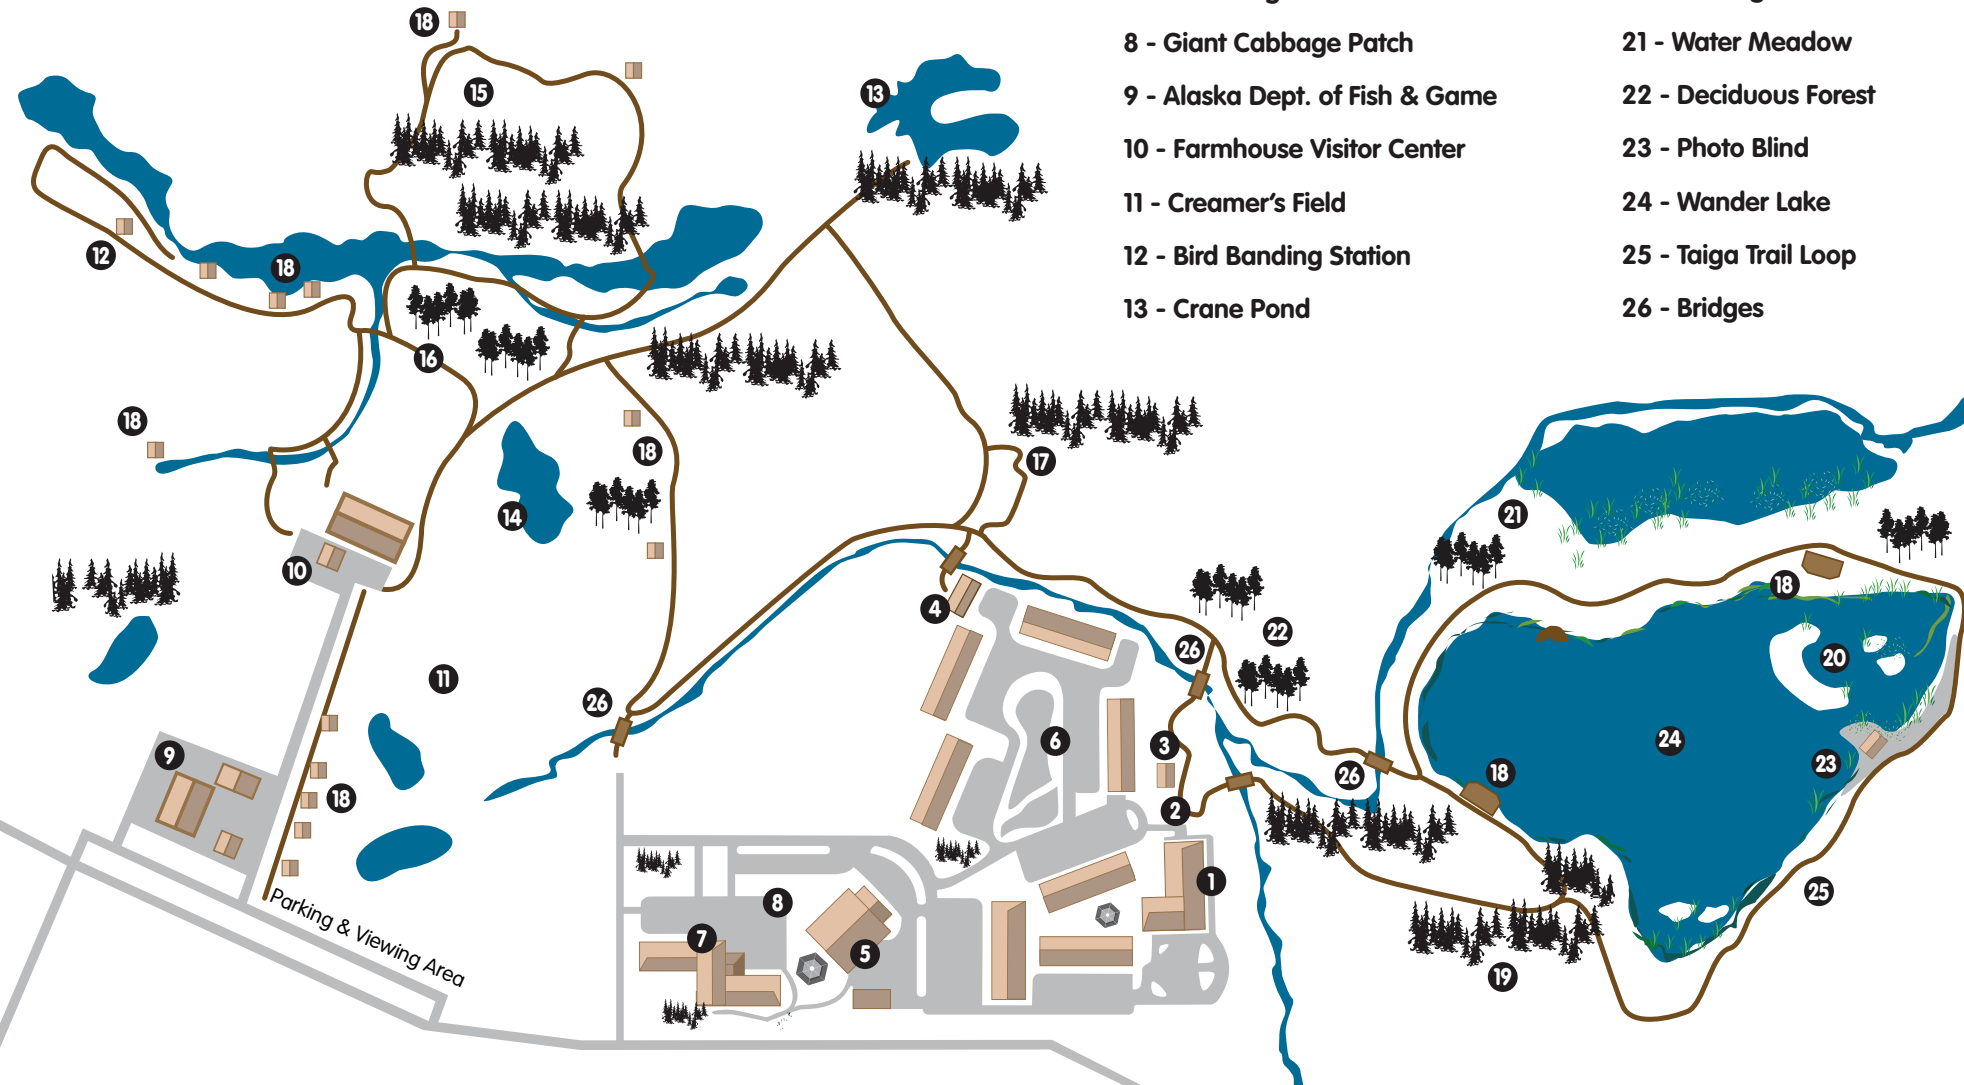 8 - Giant Cabbage Patch
9 - Alaska Dept. of Fish & Game
10 - Farmhouse Visitor Center
11 - Creamer's Field
12 - Bird Banding Station
13 - Crane Pond
21 - Water Meadow
22 - Deciduous Forest
23 - Photo Blind
24 - Wander Lake
25 - Taiga Trail Loop
26 - Bridges
18
15
13
12
18
16
18
18
17
14
21
10
4
22
26
18
20
11
26
6
3
24
9
18
26
18
23
2
8
1
25
7
5
19
Parking & Viewing Area